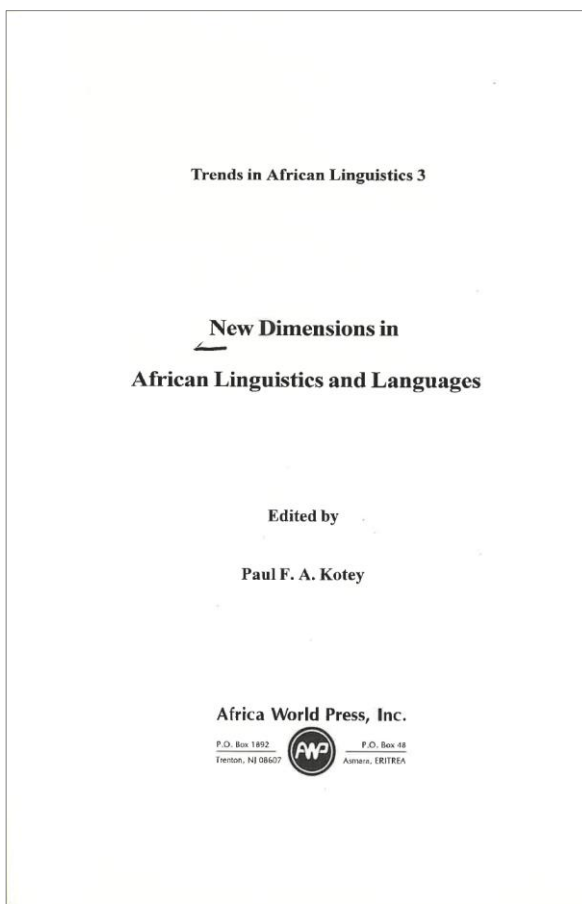 Trends in African Linguistics 3
New Dimensions in
African Linguistics and Languages
Edited by
Paul F. A. Kotey
Africa World Press, Inc.
P.O. Box 1892
Trenton, NJ 08607
AWP
P.O. Box 48
Asmara, ERITREA